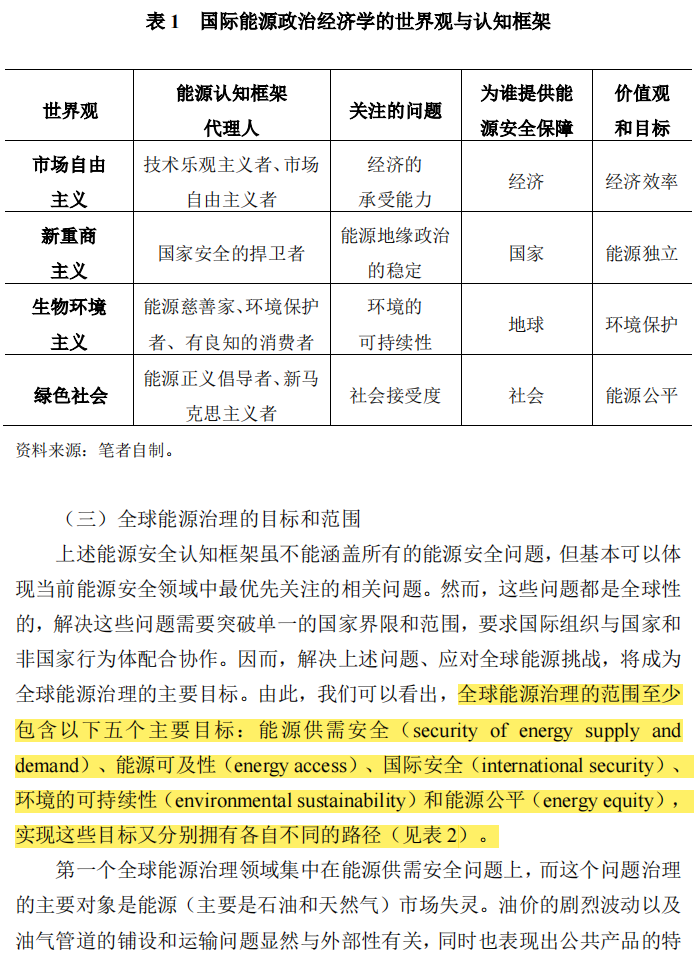 表 1 国际能源政治经济学的世界观与认知框架
世界观
能源认知框架
代理人
关注的问题
为谁提供能
源安全保障
价值观
和目标
市场自由
主义
技术乐观主义者、市场
自由主义者
经济的
承受能力
经济
经济效率
新重商
主义
国家安全的捍卫者
能源地缘政治
的稳定
国家
能源独立
生物环境
主义
能源慈善家、环境保护
者、有良知的消费者
环境的
可持续性
地球
环境保护
绿色社会
能源正义倡导者、新马
克思主义者
社会接受度
社会
能源公平
资料来源：笔者自制。
（三）全球能源治理的目标和范围
上述能源安全认知框架虽不能涵盖所有的能源安全问题，但基本可以体
现当前能源安全领域中最优先关注的相关问题。然而，这些问题都是全球性
的，解决这些问题需要突破单一的国家界限和范围，要求国际组织与国家和
非国家行为体配合协作。因而，解决上述问题、应对全球能源挑战，将成为
全球能源治理的主要目标。由此，我们可以看出，全球能源治理的范围至少
包含以下五个主要目标：能源供需安全（security of energy supply and
demand）、能源可及性（energy access）、国际安全（international security）、
环境的可持续性（environmental sustainability）和能源公平（energy equity），
实现这些目标又分别拥有各自不同的路径（见表 2）。
第一个全球能源治理领域集中在能源供需安全问题上，而这个问题治理
的主要对象是能源（主要是石油和天然气）市场失灵。油价的剧烈波动以及
油气管道的铺设和运输问题显然与外部性有关，同时也表现出公共产品的特